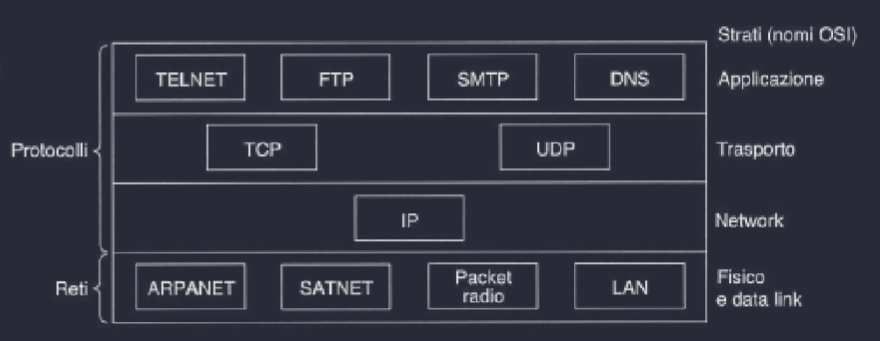 Strati (nomi OSI)
TELNET FTP SMTP DNS Applicazione
Protocolli TCP UDP Trasporto
IP Network
Reti ARPANET SATNET Packet radio LAN Fisico
e data link